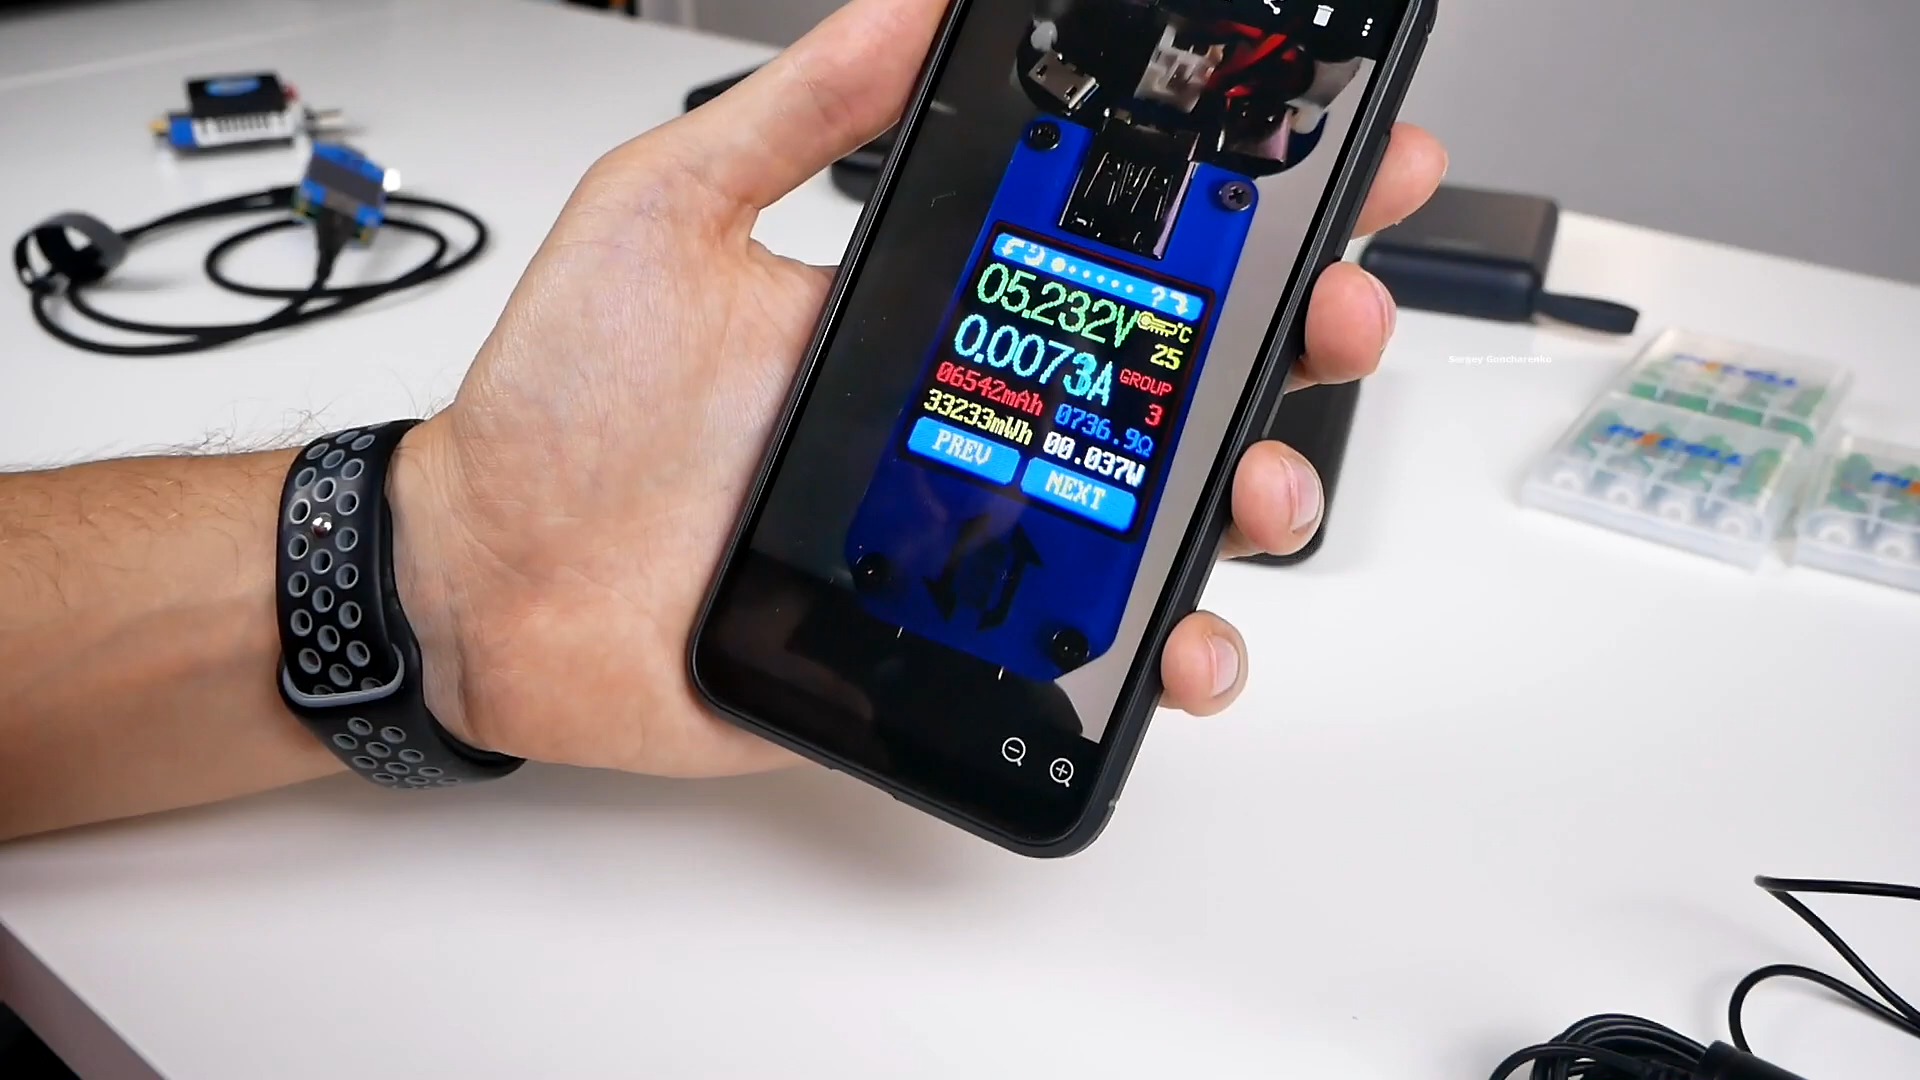 05.232V
°C
25
0.0073A
GROUP
3
06542mAh
0736.9Ω
33233mWh
00.037W
PREV
NEXT
Sergey Goncharenko